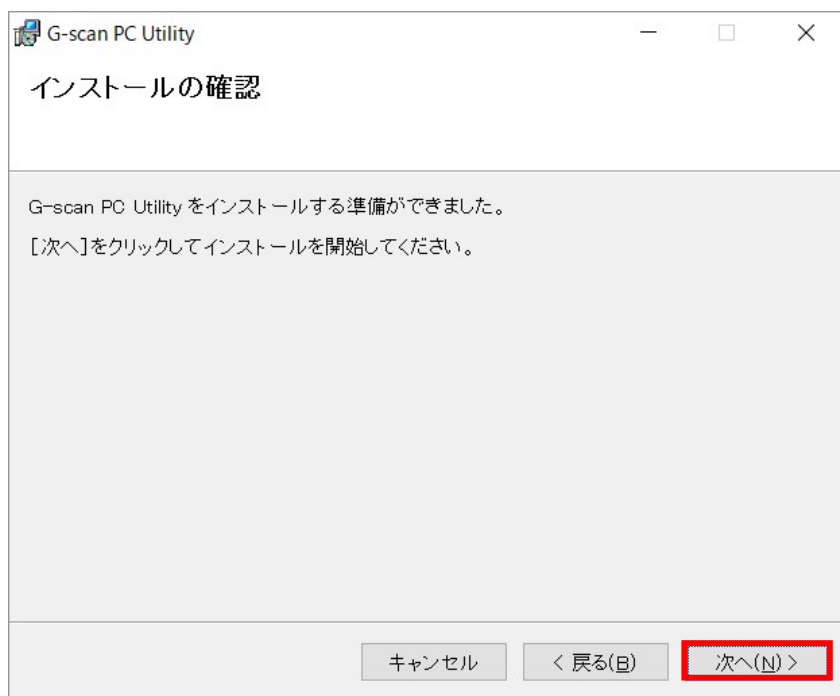 G-scan PC Utility
インストールの確認
G-scan PC Utility をインストールする準備ができました。
[次へ]をクリックしてインストールを開始してください。
キャンセル
< 戻る(B)
次へ(N) >